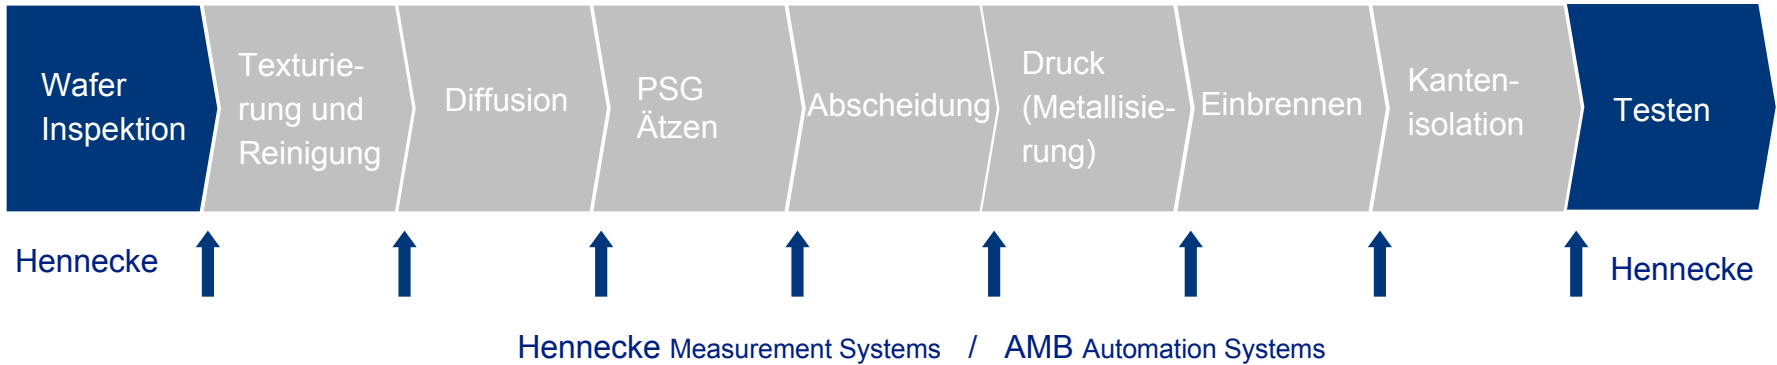 Wafer
Inspektion
Texturie-
rung und
Reinigung
Diffusion
PSG
Ätzen
Abscheidung
Druck
(Metallisie-
rung)
Einbrennen
Kanten-
isolation
Testen
Hennecke
Hennecke
Hennecke Measurement Systems / AMB Automation Systems